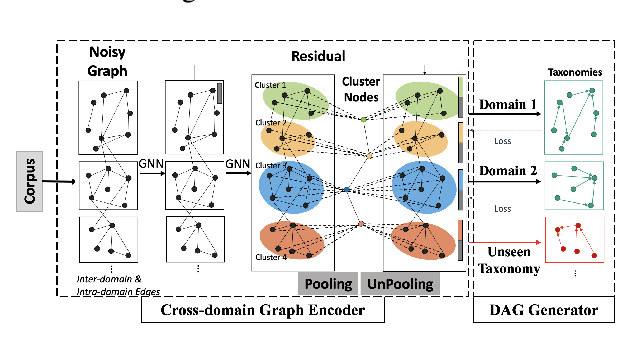 Noisy
Graph
Residual
Cluster
Nodes
Taxonomies
Cluster 1
Cluster 2
Cluster 4
Corpus
GNN
GNN
Domain 1
Loss
Domain 2
Loss
Unseen
Taxonomy
Inter-domain &
Intra-domain Edges
Pooling
UnPooling
Cross-domain Graph Encoder
DAG Generator